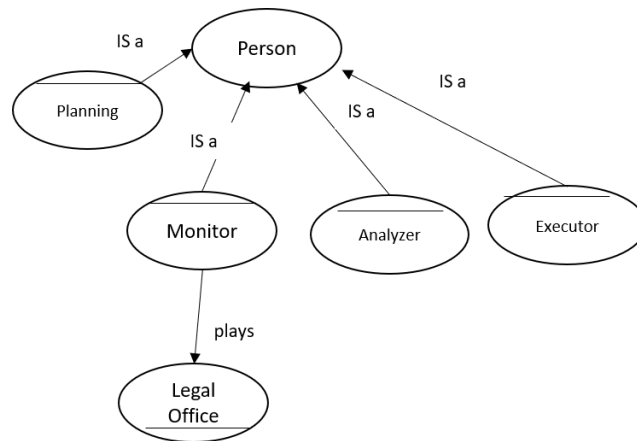 Person
IS a
Planning
IS a
IS a
IS a
Monitor
Analyzer
Executor
plays
Legal
Office